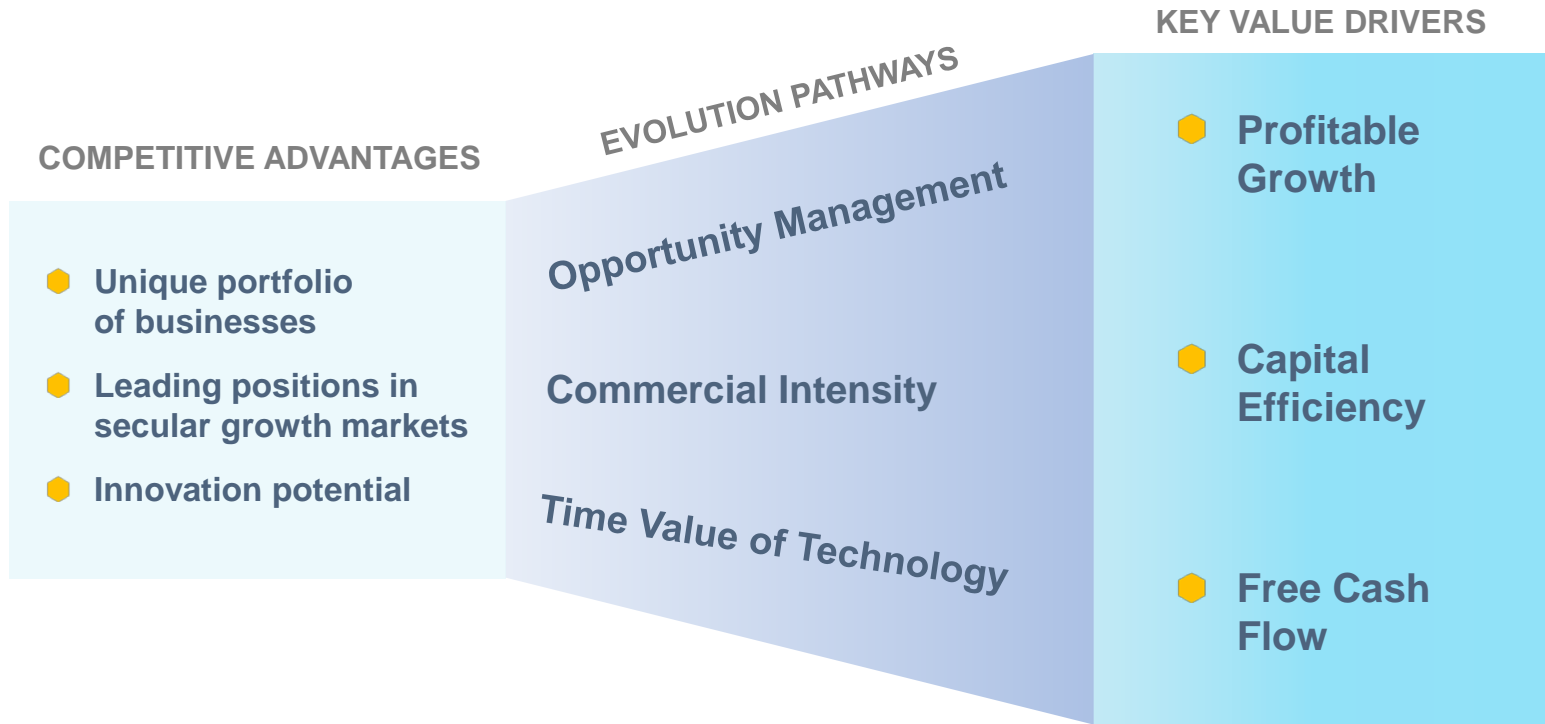 COMPETITIVE ADVANTAGES
Unique portfolio
of businesses
Leading positions in
secular growth markets
Innovation potential
EVOLUTION PATHWAYS
Opportunity Management
Commercial Intensity
Time Value of Technology
KEY VALUE DRIVERS
Profitable
Growth
Capital
Efficiency
Free Cash
Flow